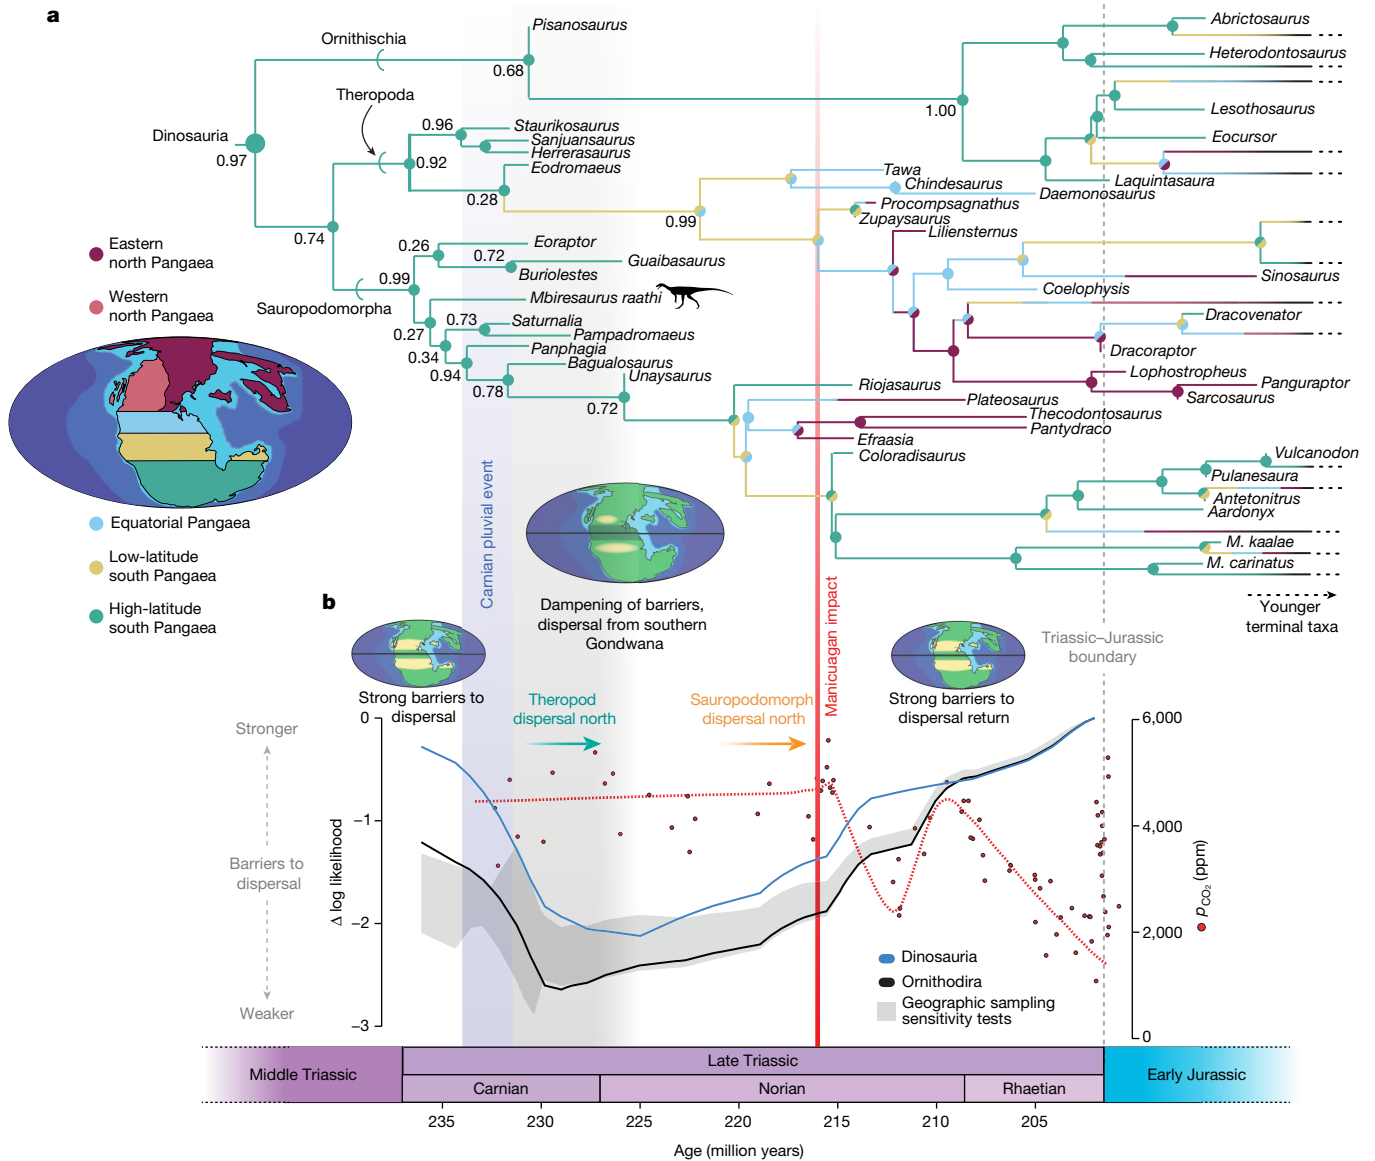 a
Pisanosaurus
Ornithischia
0.68
Theropoda
Dinosauria
0.97
0.96
Staurikosaurus
Sanjuansaurus
Herrerasaurus
0.92
Eodromaeus
0.28
0.74
0.99
1.00
Abrictosaurus
Heterodontosaurus
Lesothosaurus
Eocursor
Laquintasaura
Tawa
Chindesaurus
Daemonosaurus
Procompsagnathus
Zupaysaurus
Liliensternus
Sinosaurus
Coelophysis
Dracovenator
Dracoraptor
Lophostropheus
Panguraptor
Sarcosaurus
0.26
Eoraptor
0.72
Guaibasaurus
Buriolestes
0.99
Sauropodomorpha
Mbiresaurus raathi
0.27
0.73
Saturnalia
Pampadromaeus
0.34
Panphagia
0.94
Bagualosaurus
0.78
Unaysaurus
0.72
Riojasaurus
Plateosaurus
Thecodontosaurus
Pantydraco
Efraasia
Coloradisaurus
Vulcanodon
Pulanesaura
Antetonitrus
Aardonyx
M. kaalae
M. carinatus
Younger
terminal taxa
Eastern
north Pangaea
Western
north Pangaea
Equatorial Pangaea
Low-latitude
south Pangaea
High-latitude
south Pangaea
Carnian pluvial event
Dampening of barriers,
dispersal from southern
Gondwana
Manicuagan impact
Triassic–Jurassic
boundary
b
Strong barriers to
dispersal
Theropod
dispersal north
Sauropodomorph
dispersal north
Strong barriers to
dispersal return
Stronger
Barriers to
dispersal
Weaker
Δ log likelihood
0
−1
−2
−3
6,000
4,000
2,000
0
pCO2 (ppm)
Dinosauria
Ornithodira
Geographic sampling
sensitivity tests
Middle Triassic
Late Triassic
Early Jurassic
Carnian
Norian
Rhaetian
235
230
225
220
215
210
205
Age (million years)